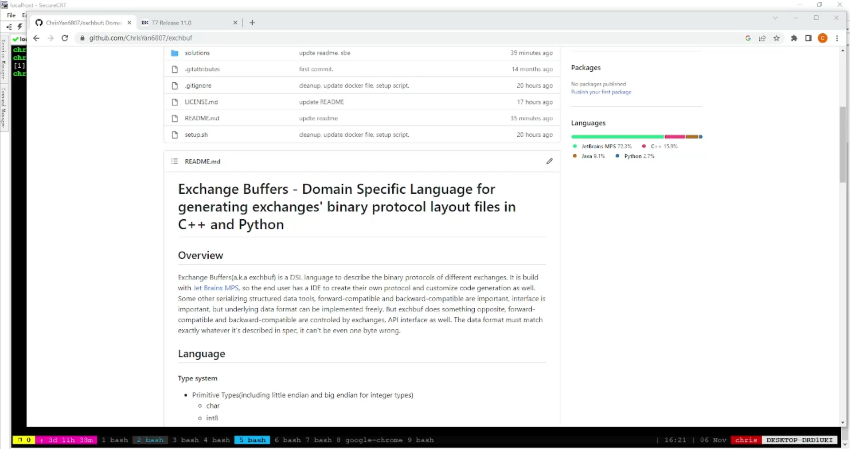 localhost - SecureCRT
File
ChrisYan6807/exchbuf: Domai
T7 Release 11.0
github.com/ChrisYan6807/exchbuf
solutions updte readme. sbe 39 minutes ago
.gitattributes first commit. 14 months ago
.gitignore cleanup. update docker file. setup script. 20 hours ago
LICENSE.md update README 17 hours ago
README.md updte readme 35 minutes ago
setup.sh cleanup. update docker file. setup script. 20 hours ago
Packages
No packages published
Publish your first package
Languages
JetBrains MPS 72.3% C++ 15.9%
Java 9.1% Python 2.7%
README.md
Exchange Buffers - Domain Specific Language for
generating exchanges' binary protocol layout files in
C++ and Python
Overview
Exchange Buffers(a.k.a exchbuf) is a DSL language to describe the binary protocols of different exchanges. It is build
with Jet Brains MPS, so the end user has a IDE to create their own protocol and customize code generation as well.
Some other serializing structured data tools, forward-compatible and backward-compatible are important, interface is
important, but underlying data format can be implemented freely. But exchbuf does something opposite, forward-
compatible and backward-compatible are controled by exchanges, API interface as well. The data format must match
exactly whatever it's described in spec, it can't be even one byte wrong.
Language
Type system
Primitive Types(including little endian and big endian for integer types)
char
int8
0 3d 11h 33m 1 bash 2 bash 3 bash 4 bash 5 bash 6 bash 7 bash 8 google-chrome 9 bash | 16:21 | 06 Nov chris DESKTOP-DRD1UKI